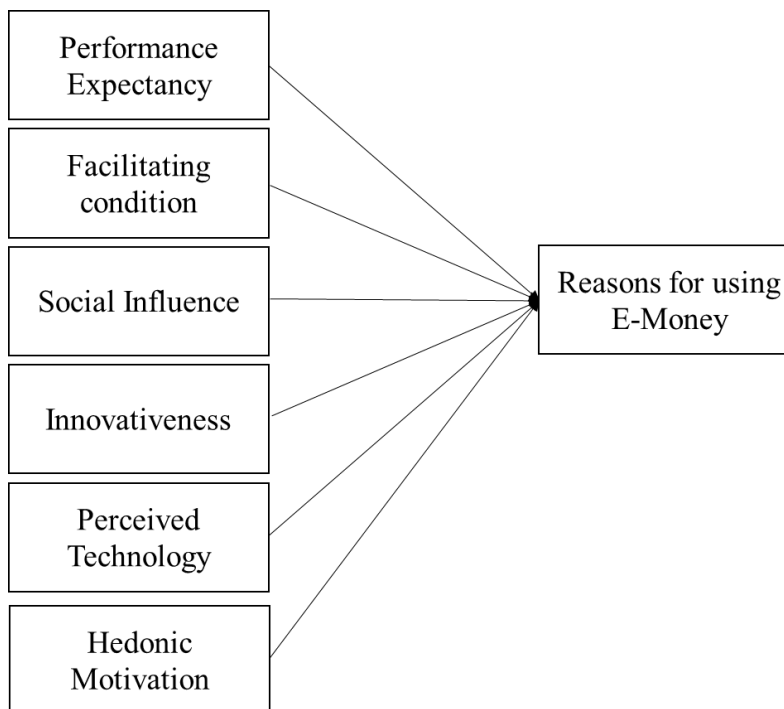 Performance
Expectancy
Facilitating
condition
Social Influence
Innovativeness
Perceived
Technology
Hedonic
Motivation
Reasons for using
E-Money